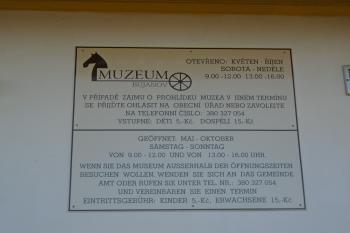 MUZEUM
BUJANOV
OTEVŘENO: KVĚTEN - ŘÍJEN
SOBOTA - NEDĚLE
9.00 -12.00 13.00 -16.00
V PŘÍPADĚ ZÁJMU O PROHLÍDKU MUZEA V JINÉM TERMÍNU
SE PŘIJĎTE OHLÁSIT NA OBECNÍ ÚŘAD NEBO ZAVOLEJTE
NA TELEFONNÍ ČÍSLO: 380 327 054
VSTUPNÉ: DĚTI 5,-Kč, DOSPĚLÍ 15,-Kč
GEÖFFNET: MAI - OKTOBER
SAMSTAG - SONNTAG
VON 9.00 - 12.00 UND VON 13.00 - 16.00 UHR.
WENN SIE DAS MUSEUM AUSSERHALB DER ÖFFNUNGSZEITEN
BESUCHEN WOLLEN, WENDEN SIE SICH AN DAS GEMEINDE
AMT ODER RUFEN SIE UNTER TEL. NR.: 380 327 054
UND VEREINBAREN SIE EINEN TERMIN
EINTRITTSGEBÜHR: KINDER 5,-Kč, ERWACHSENE 15,-Kč